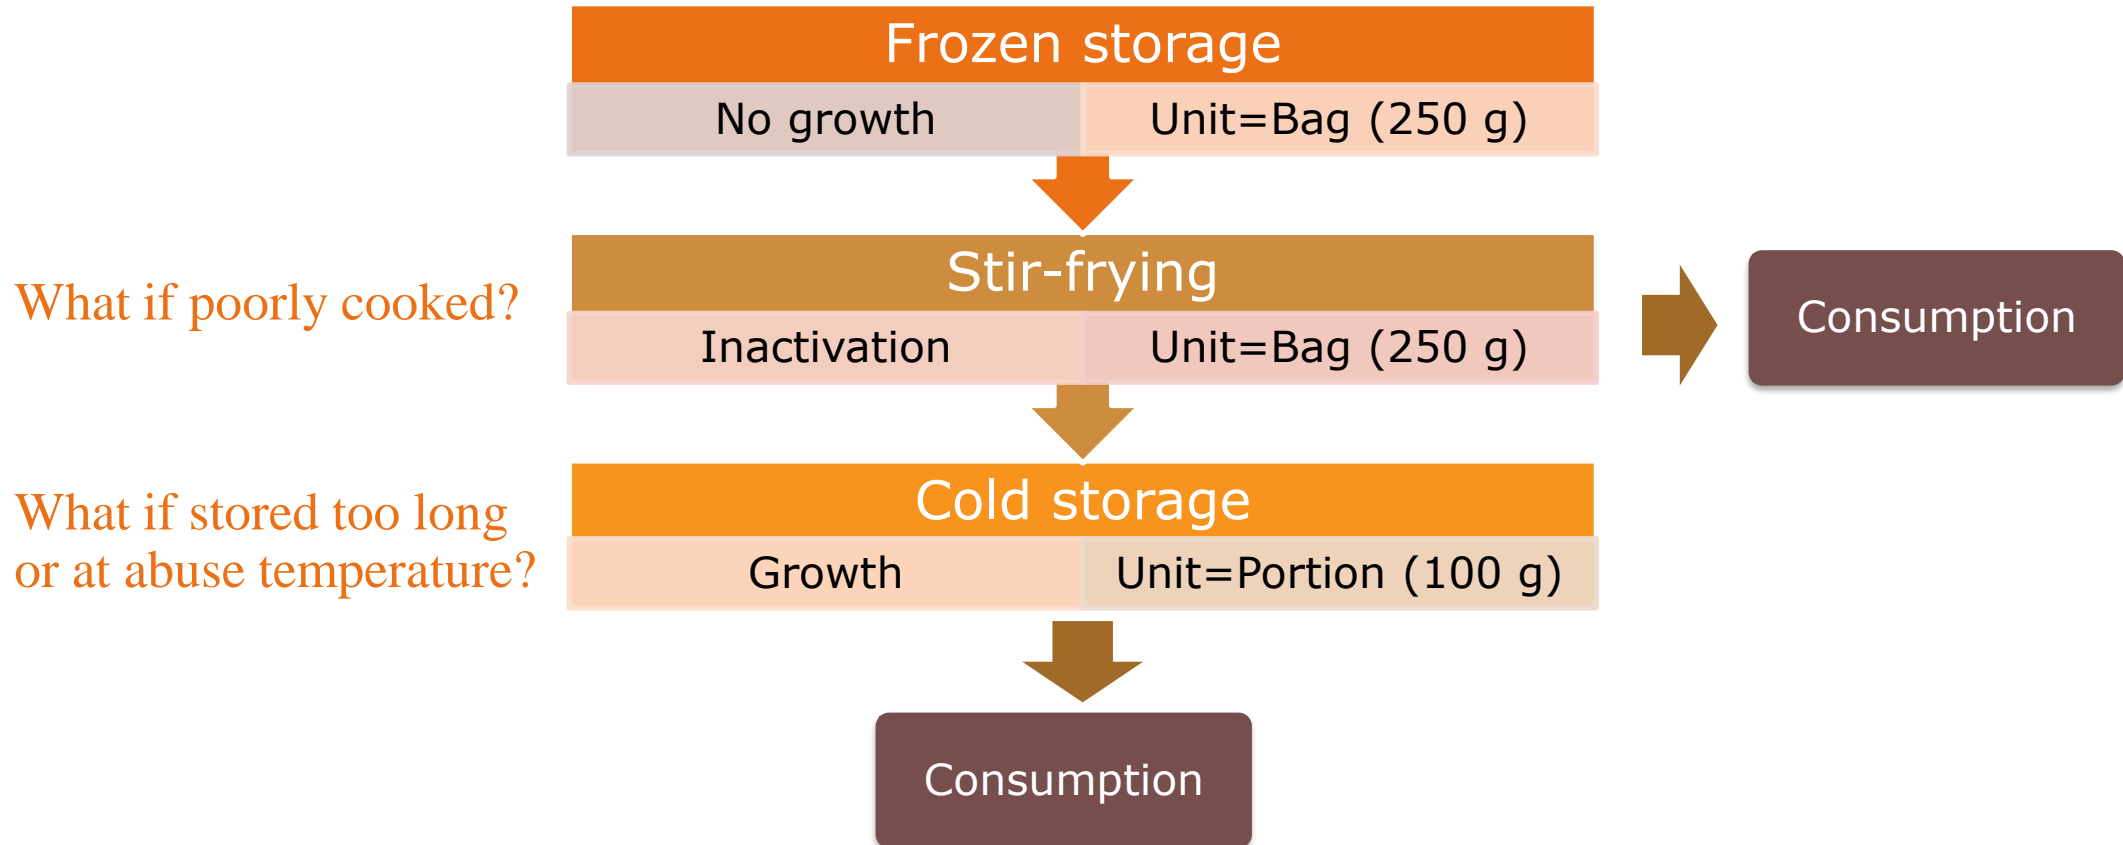 Frozen storage
No growth
Unit=Bag (250 g)
What if poorly cooked?
Stir-frying
Inactivation
Unit=Bag (250 g)
Consumption
What if stored too long
or at abuse temperature?
Cold storage
Growth
Unit=Portion (100 g)
Consumption